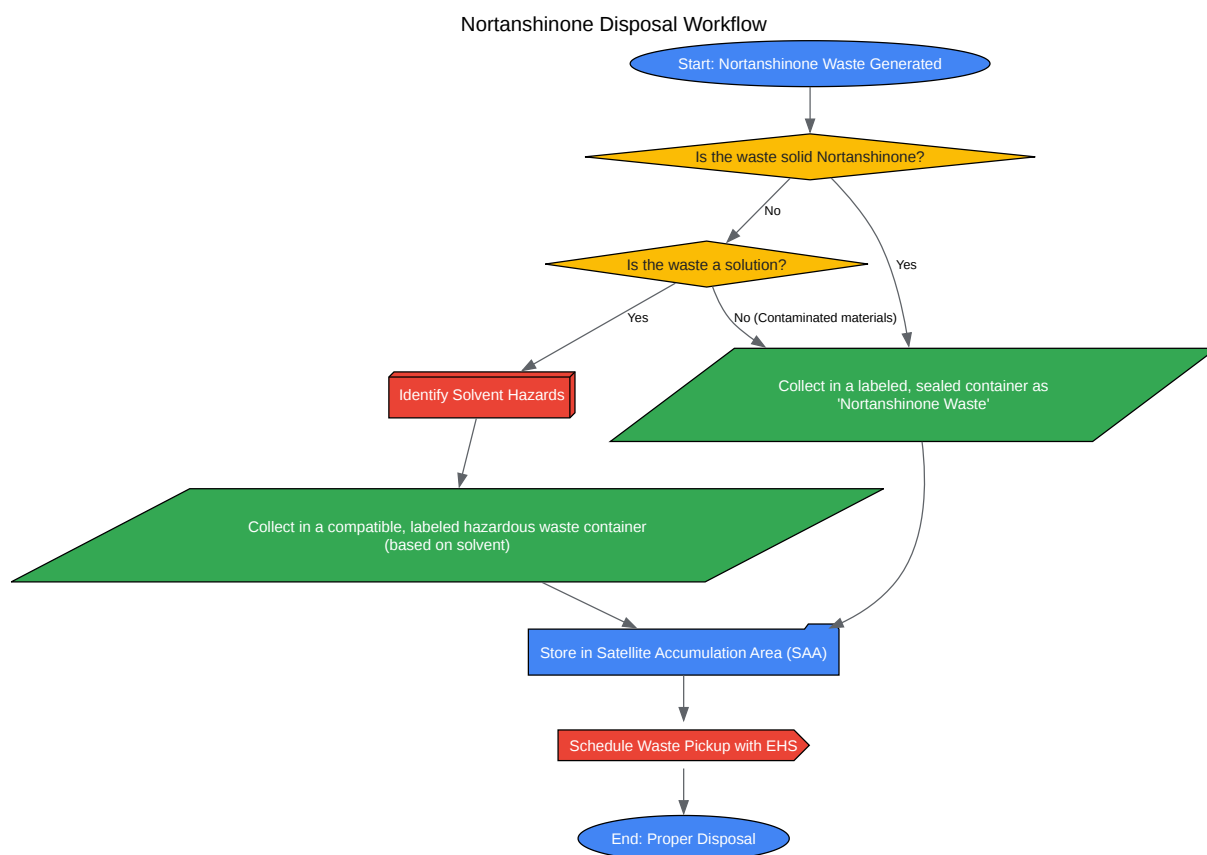 Nortanshinone Disposal Workflow
Start: Nortanshinone Waste Generated
Is the waste solid Nortanshinone?
No
Is the waste a solution?
Yes
Yes
No (Contaminated materials)
Identify Solvent Hazards
Collect in a labeled, sealed container as
'Nortanshinone Waste'
Collect in a compatible, labeled hazardous waste container
(based on solvent)
Store in Satellite Accumulation Area (SAA)
Schedule Waste Pickup with EHS
End: Proper Disposal